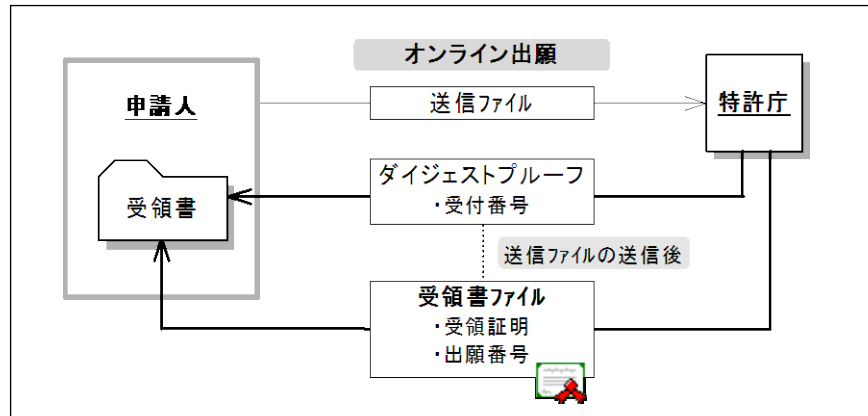 オンライン出願
申請人
送信ファイル
特許庁
受領書
ダイジェストプルーフ
・受付番号
送信ファイルの送信後
受領書ファイル
・受領証明
・出願番号